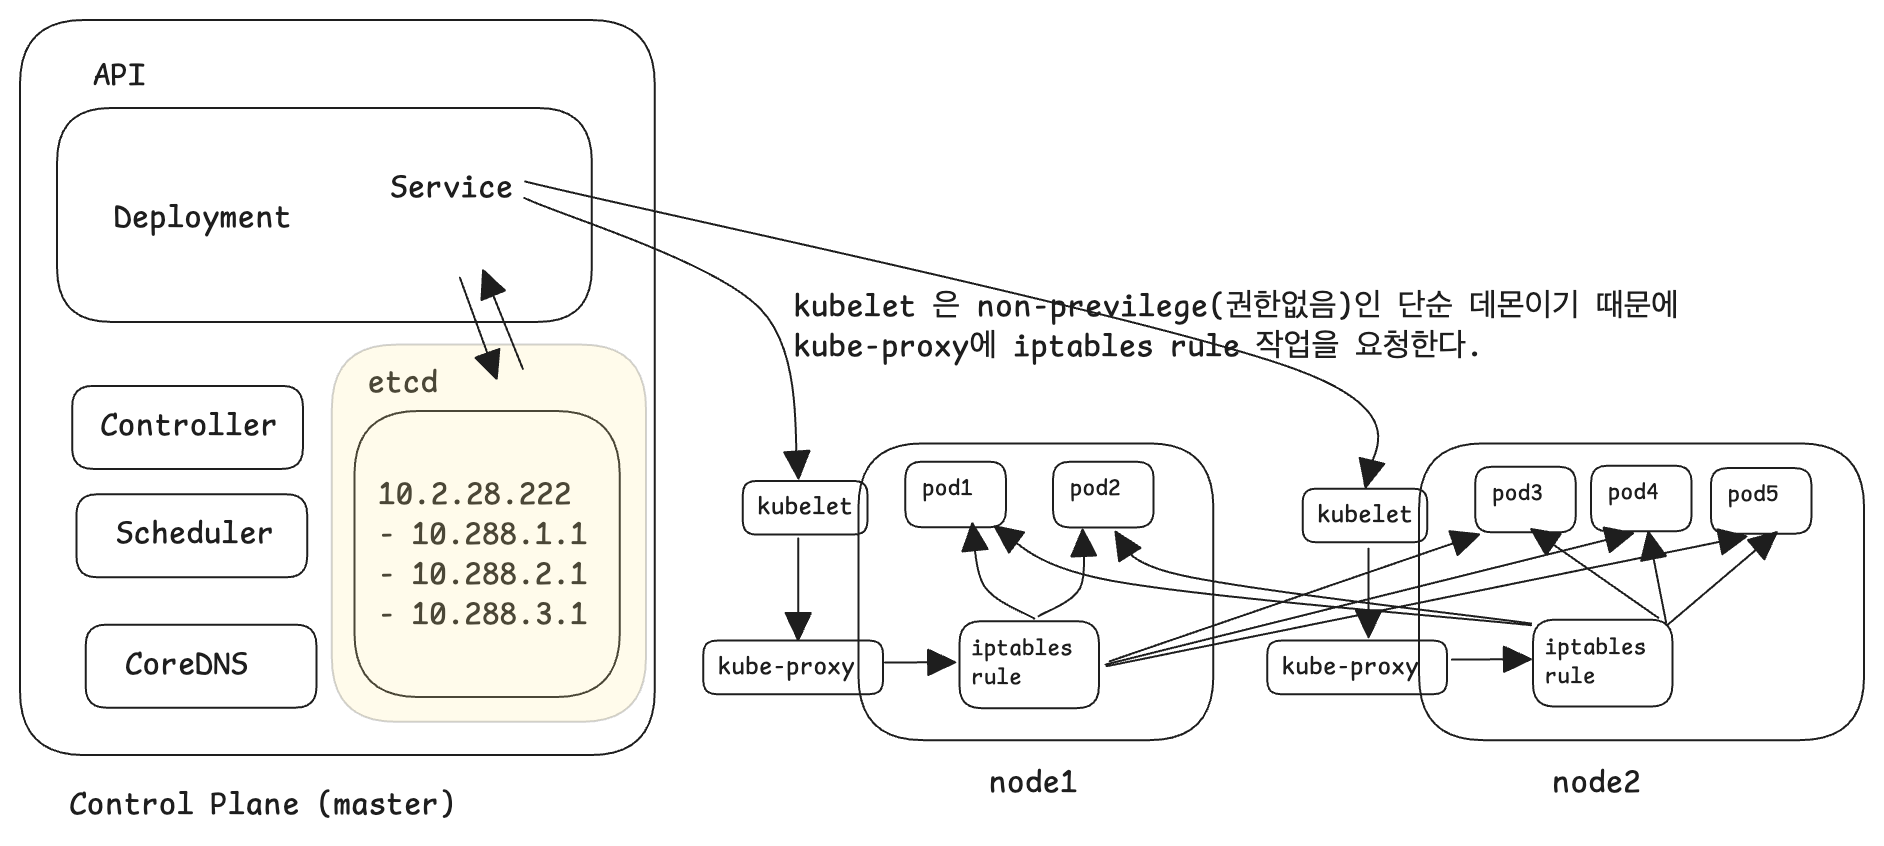 API
Service
Deployment
kubelet 은 non-previlege(권한없음)인 단순 데몬이기 때문에
kube-proxy에 iptables rule 작업을 요청한다.
etcd
Controller
10.2.28.222
- 10.288.1.1
- 10.288.2.1
- 10.288.3.1
Scheduler
CoreDNS
Control Plane (master)
kubelet
pod1
pod2
kube-proxy
iptables
rule
node1
kubelet
pod3
pod4
pod5
kube-proxy
iptables
rule
node2